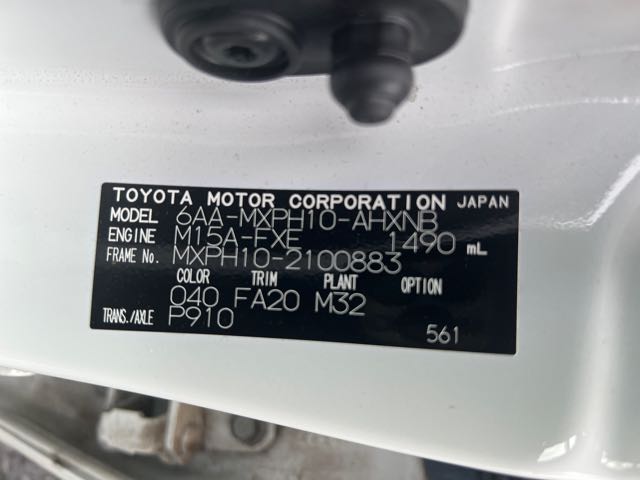 TOYOTA MOTOR CORPORATION JAPAN
MODEL 6AA-MXPH10-AHXNB
ENGINE M15A-FXE 1490 mL
FRAME No. MXPH10-2100883
COLOR TRIM PLANT OPTION
040 FA20 M32
TRANS./AXLE P910
561